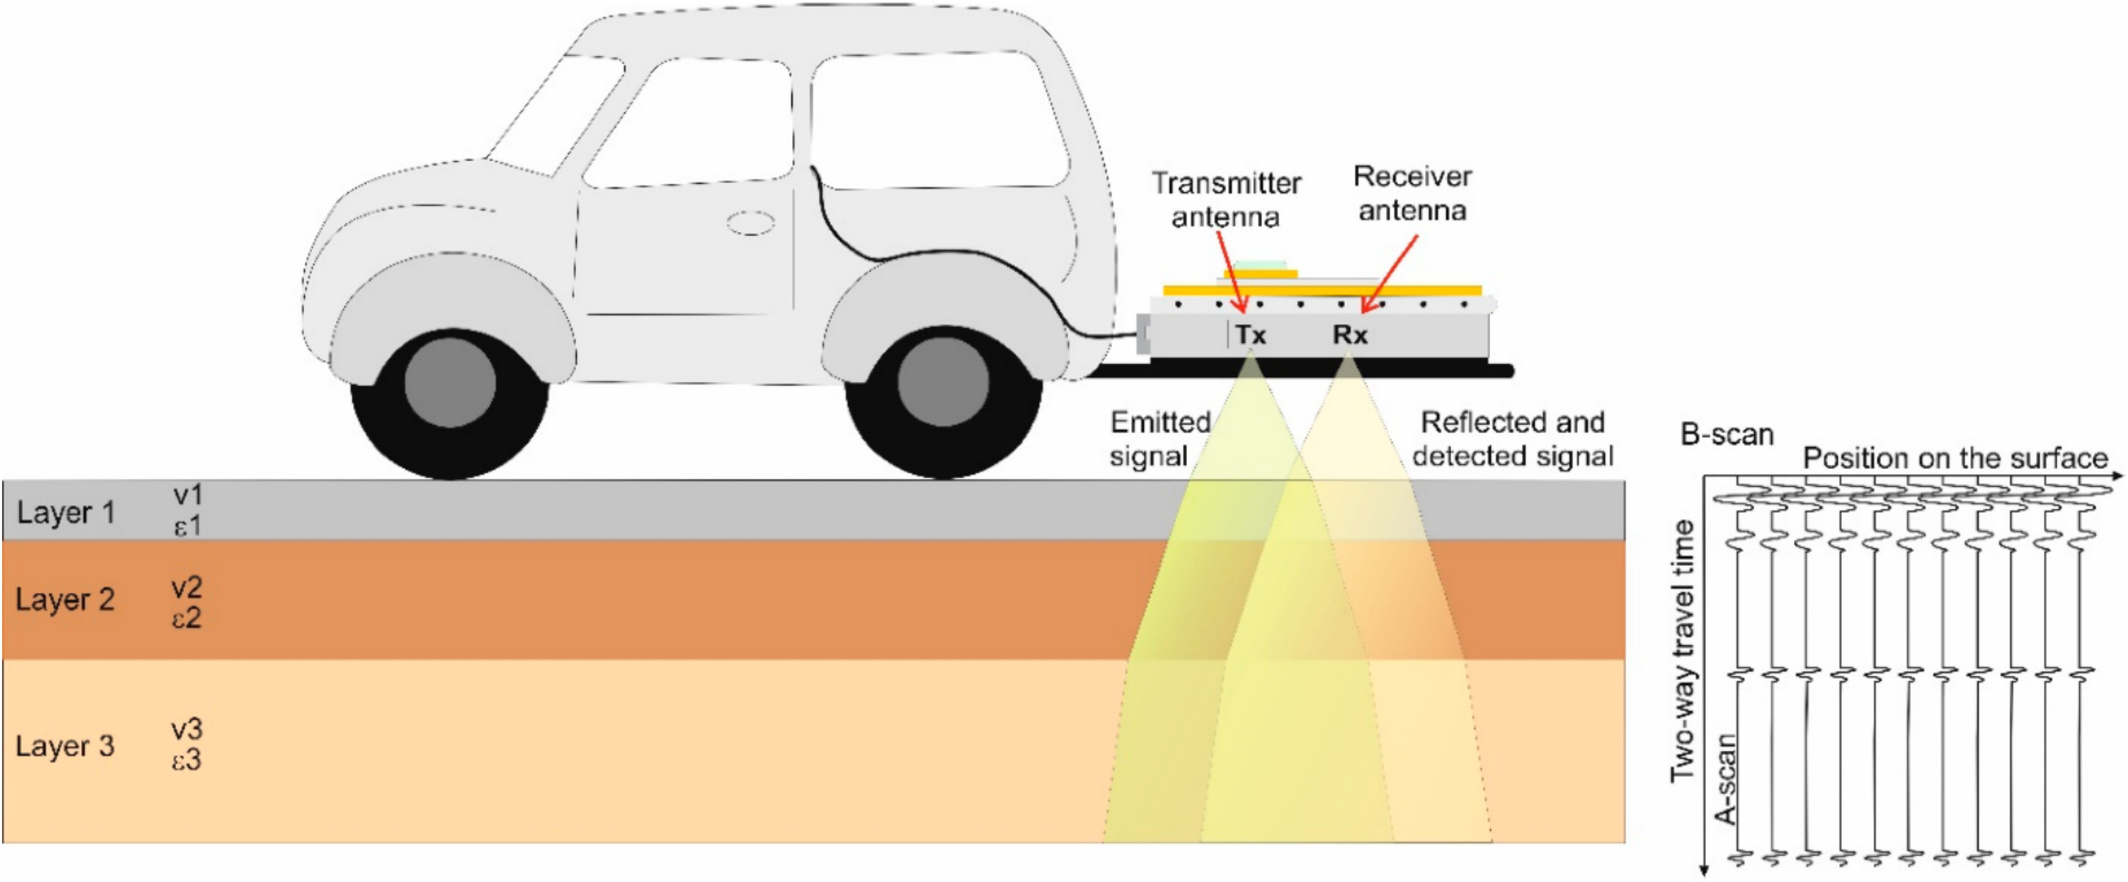 Transmitter
antenna
Receiver
antenna
Tx
Rx
Emitted
signal
Reflected and
detected signal
Layer 1
v1
ε1
Layer 2
v2
ε2
Layer 3
v3
ε3
B-scan
Position on the surface
Two-way travel time
A-scan